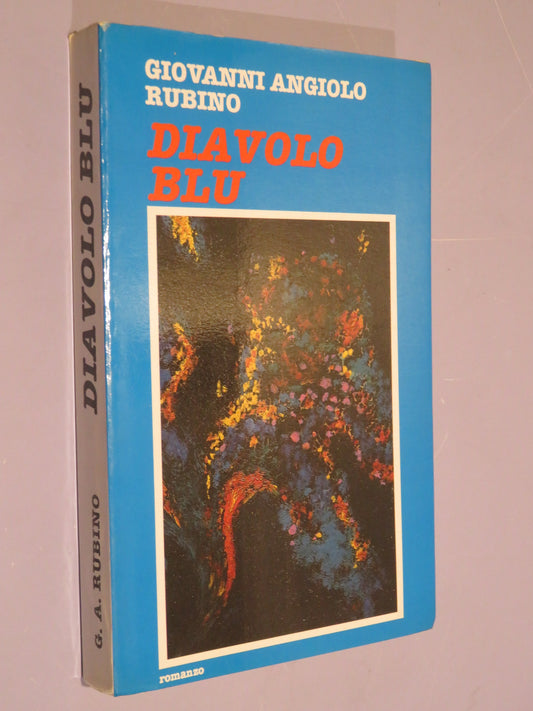 GIOVANNI ANGIOLO
RUBINO
DIAVOLO
BLU
romanzo
G. A. RUBINO
DIAVOLO BLU